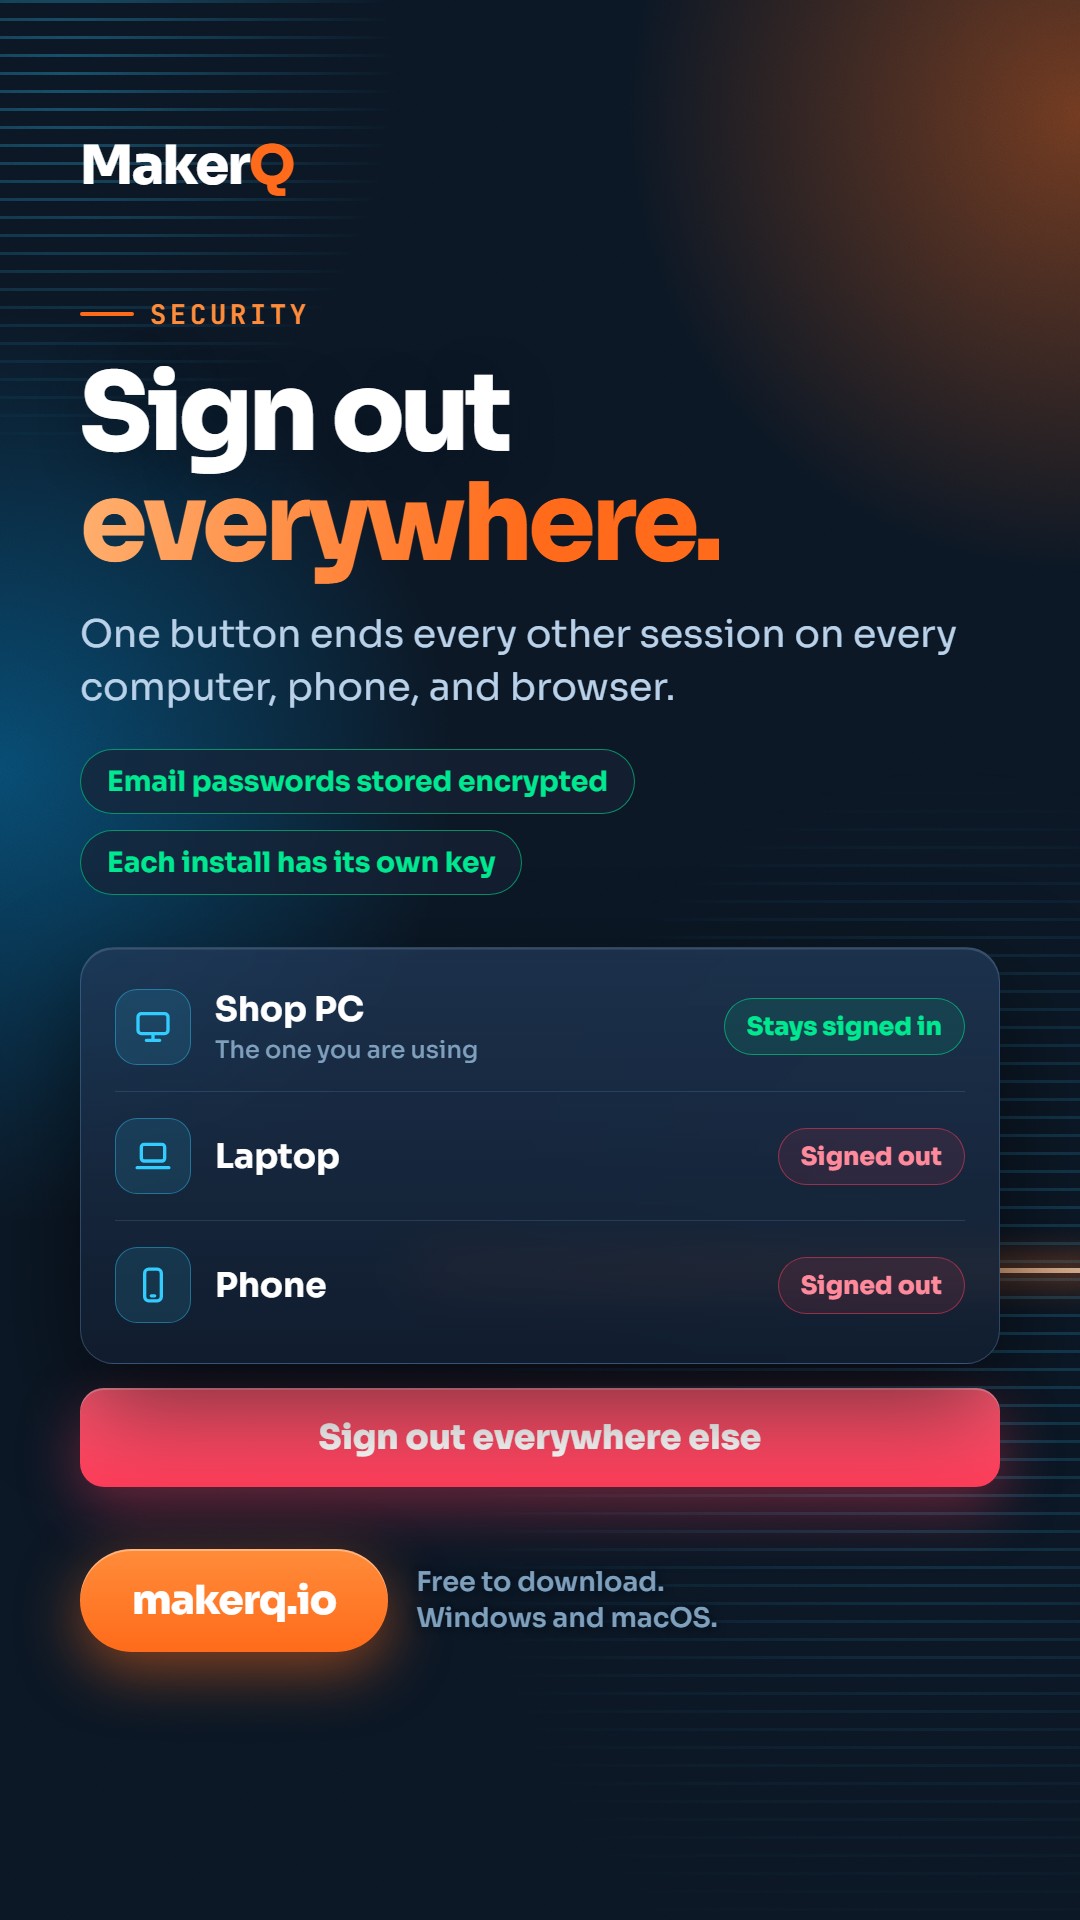 MakerQ
SECURITY
Sign out
everywhere.
One button ends every other session on every
computer, phone, and browser.
Email passwords stored encrypted
Each install has its own key
Shop PC
The one you are using
Stays signed in
Laptop
Signed out
Phone
Signed out
Sign out everywhere else
makerq.io
Free to download.
Windows and macOS.